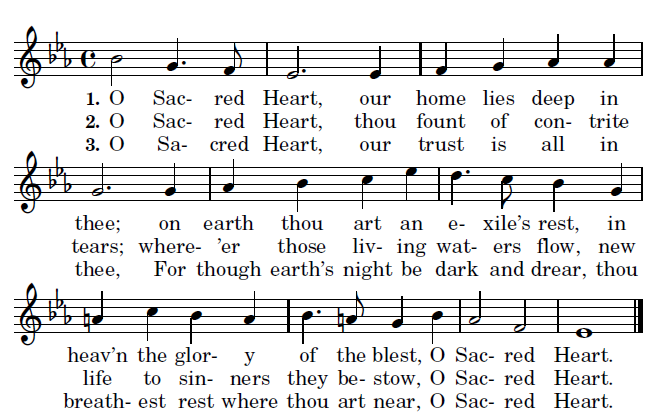 1. O Sac- red Heart, our home lies deep in
2. O Sac- red Heart, thou fount of con- trite
3. O Sa- cred Heart, our trust is all in
thee; on earth thou art an e- xile's rest, in
tears; where- 'er those liv- ing wat- ers flow, new
thee, For though earth's night be dark and drear, thou
heav'n the glor- y of the blest, O Sac- red Heart.
life to sin- ners they be- stow, O Sac- red Heart.
breath- est rest where thou art near, O Sac- red Heart.